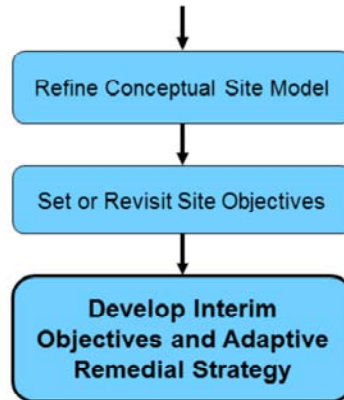 Refine Conceptual Site Model
Set or Revisit Site Objectives
Develop Interim
Objectives and Adaptive
Remedial Strategy